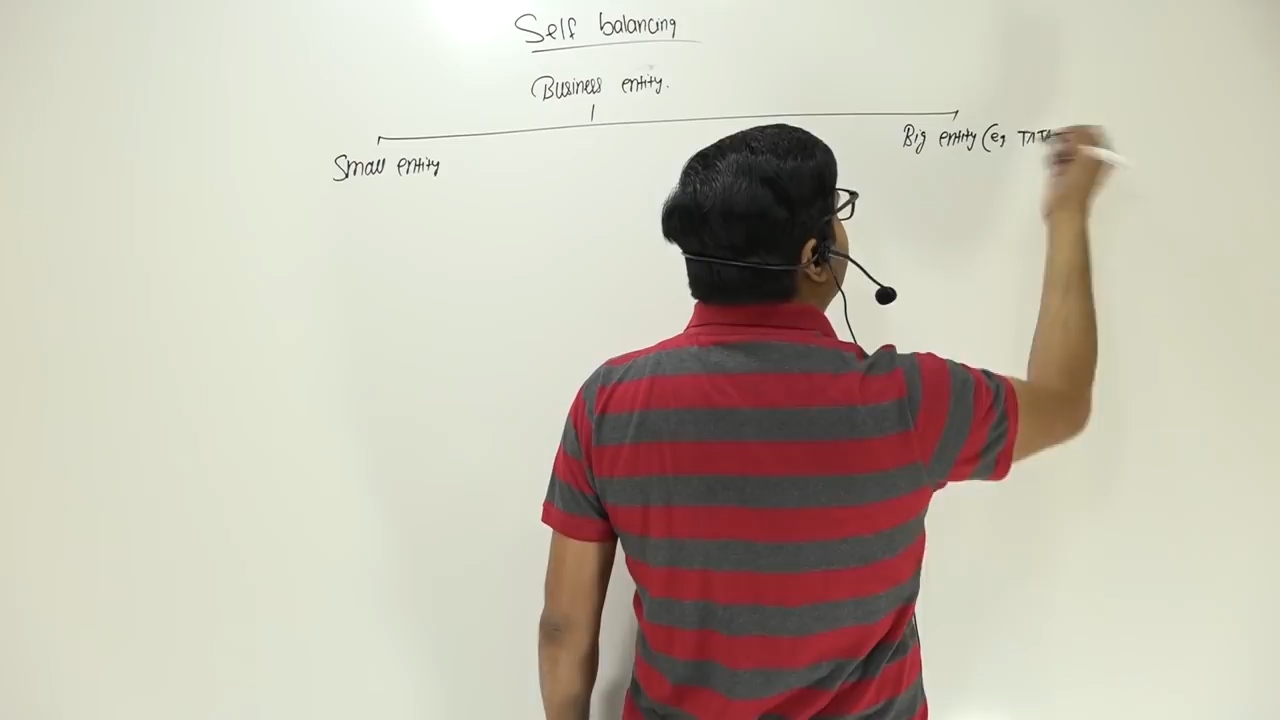 Self balancing
Business entity.
Big entity (eg TATA
Small entity